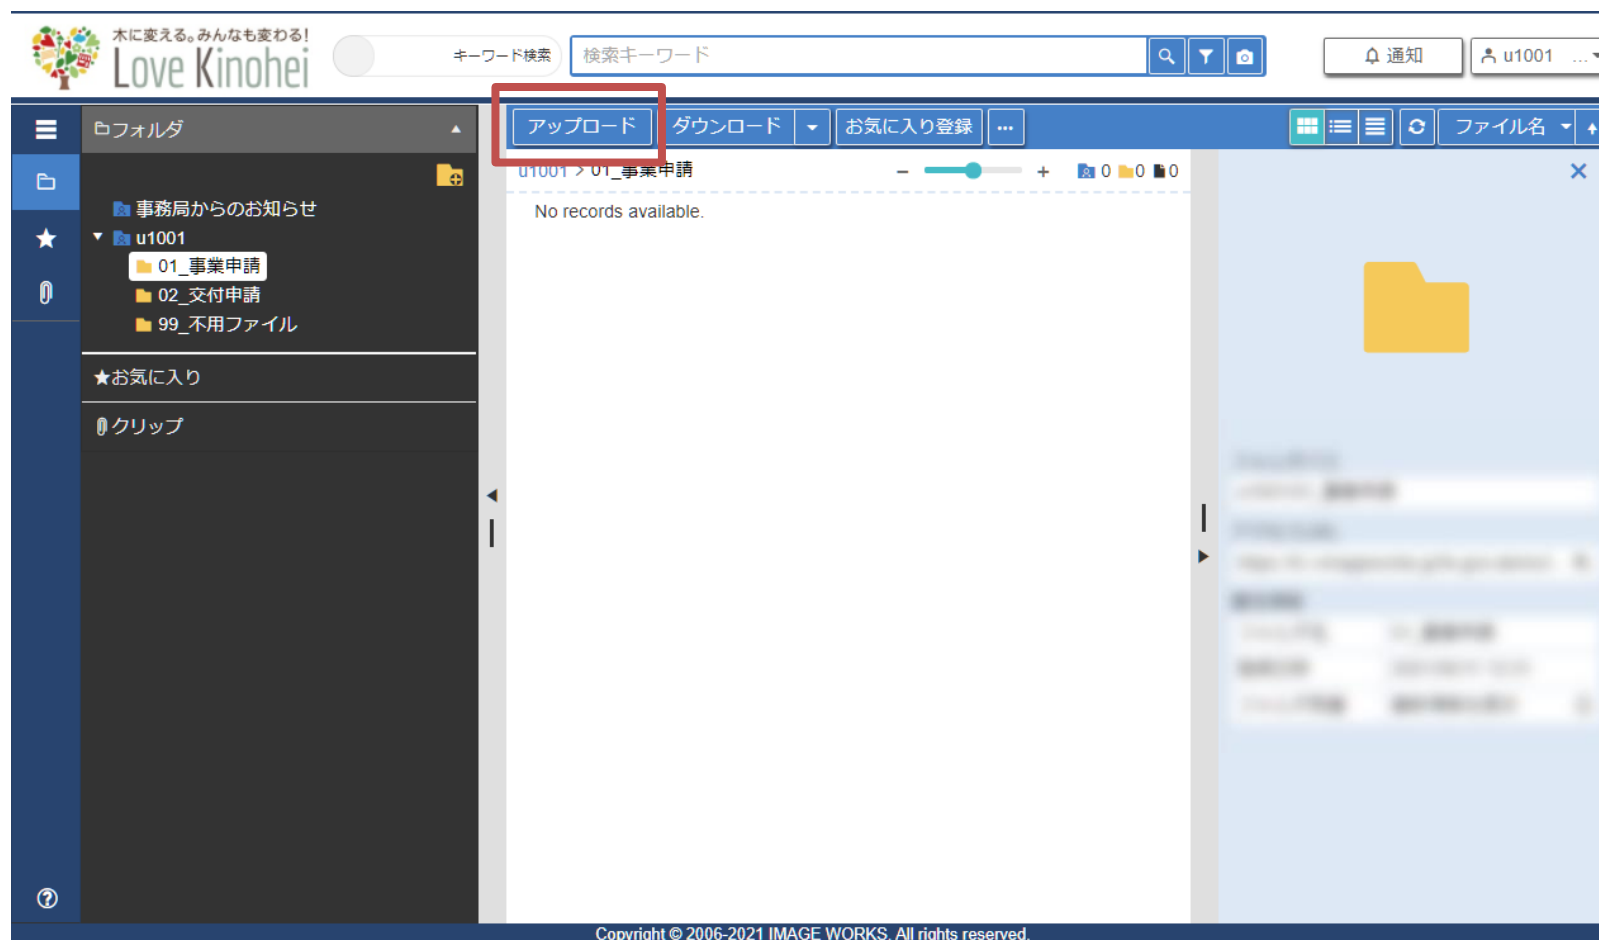 木に変える。みんなも変わる!
Love Kinohei
キーワード検索
検索キーワード
通知
u1001 ...
フォルダ
アップロード
ダウンロード
お気に入り登録
...
ファイル名
u1001 > 01_事業申請
− +
0 0 0
事務局からのお知らせ
u1001
01_事業申請
02_交付申請
99_不用ファイル
No records available.
★お気に入り
クリップ
Copyright © 2006-2021 IMAGE WORKS. All rights reserved.